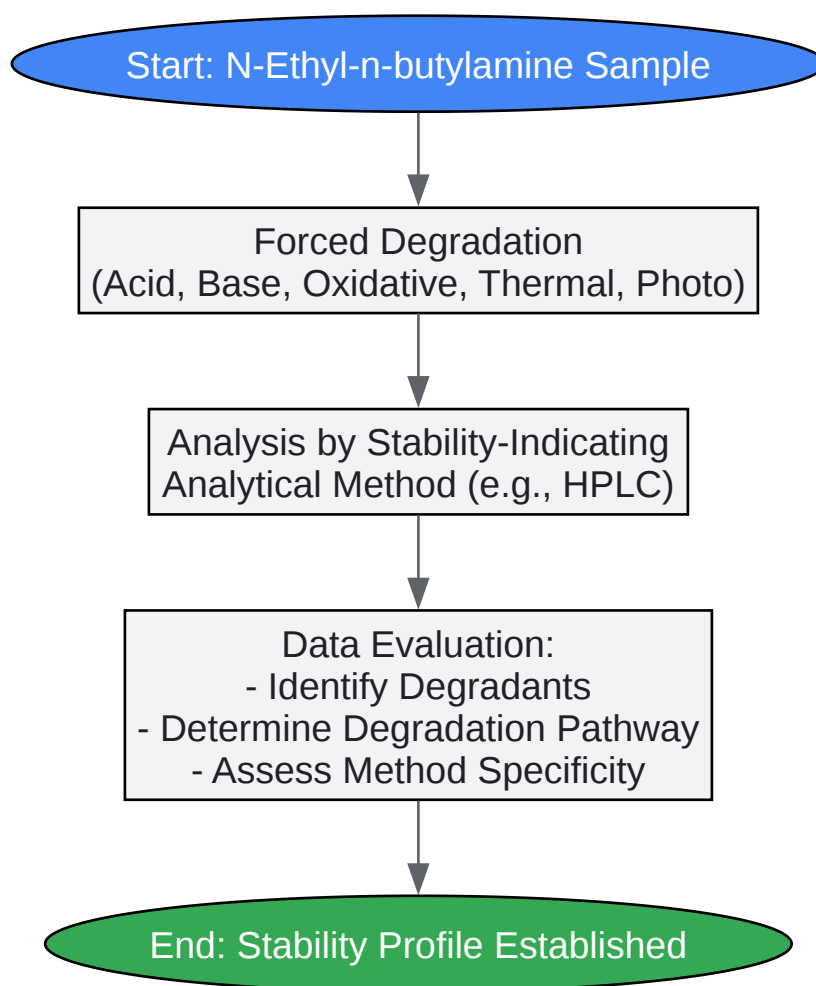 Start: N-Ethyl-n-butylamine Sample
Forced Degradation
(Acid, Base, Oxidative, Thermal, Photo)
Analysis by Stability-Indicating
Analytical Method (e.g., HPLC)
Data Evaluation:
- Identify Degradants
- Determine Degradation Pathway
- Assess Method Specificity
End: Stability Profile Established